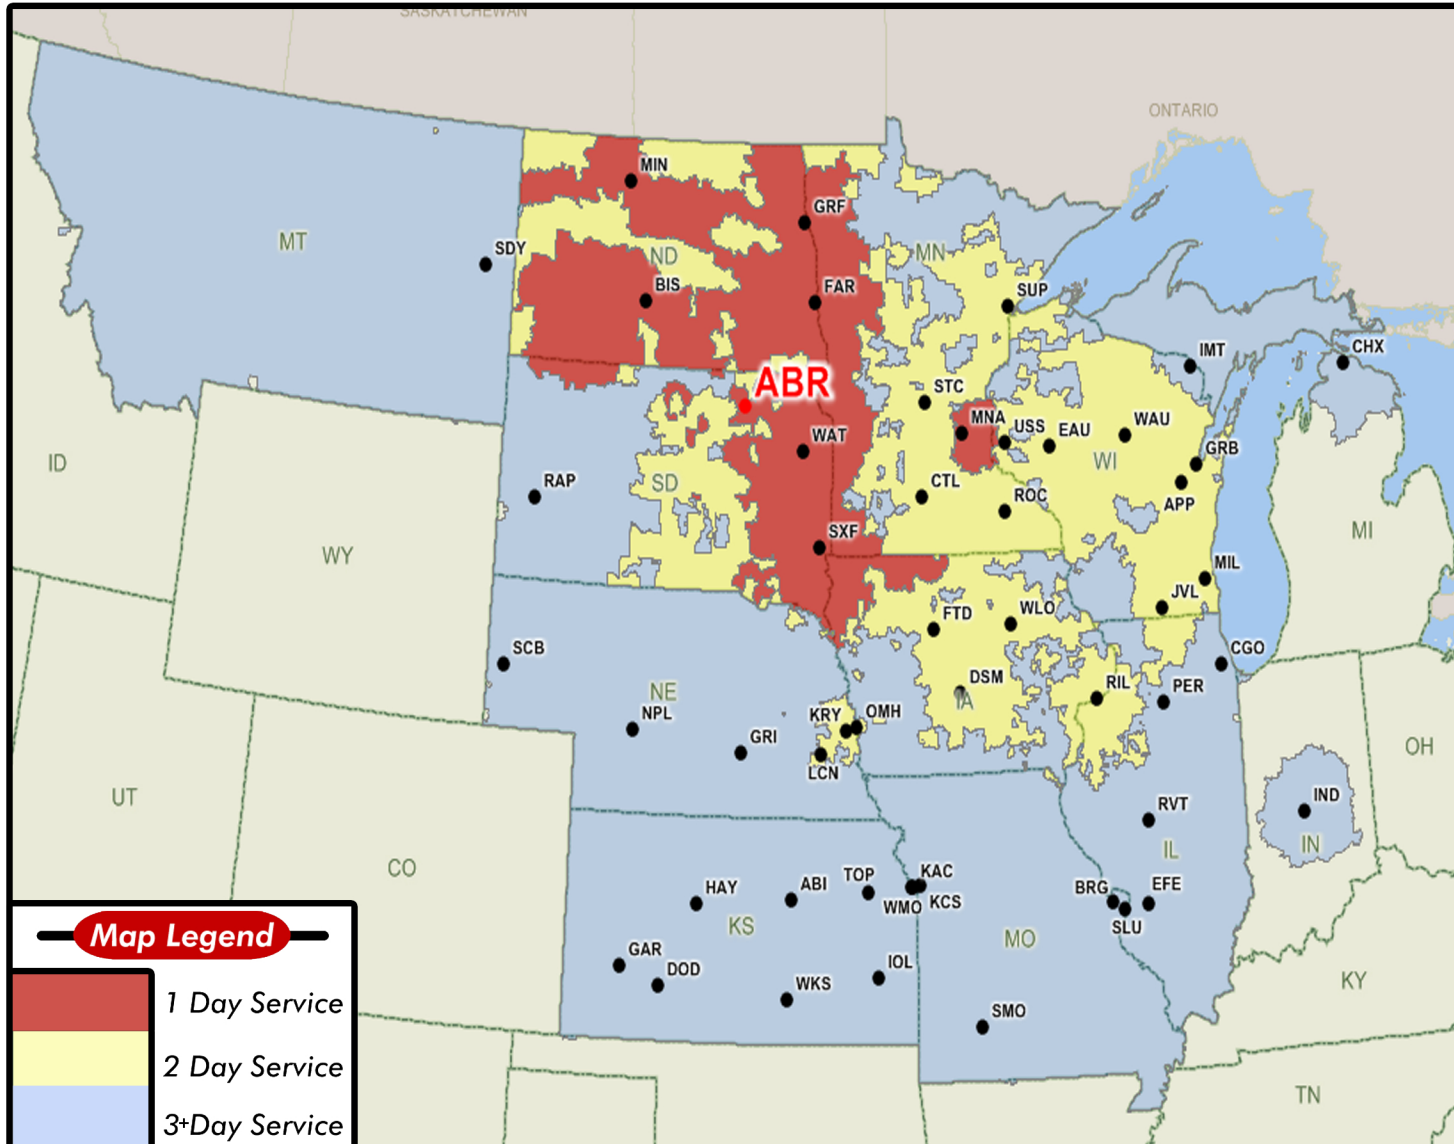 SASKATCHEWAN
ONTARIO
MIN
GRF
MT
SDY
ND
MN
BIS
FAR
SUP
IMT
CHX
ABR
STC
MNA
USS
EAU
WAU
WAT
GRB
ID
WI
RAP
SD
CTL
ROC
APP
MI
SXF
WY
MIL
JVL
FTD
WLO
SCB
CGO
NE
DSM
RIL
PER
IA
NPL
KRY
OMH
GRI
OH
LCN
UT
RVT
IND
IN
IL
CO
HAY
ABI
TOP
KAC
WMO
KCS
BRG
EFE
SLU
KS
MO
GAR
DOD
IOL
WKS
KY
SMO
TN
Map Legend
1 Day Service
2 Day Service
3+Day Service